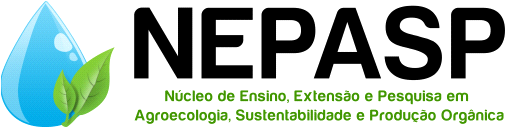 NEPASP
Núcleo de Ensino, Extensão e Pesquisa em
Agroecologia, Sustentabilidade e Produção Orgânica